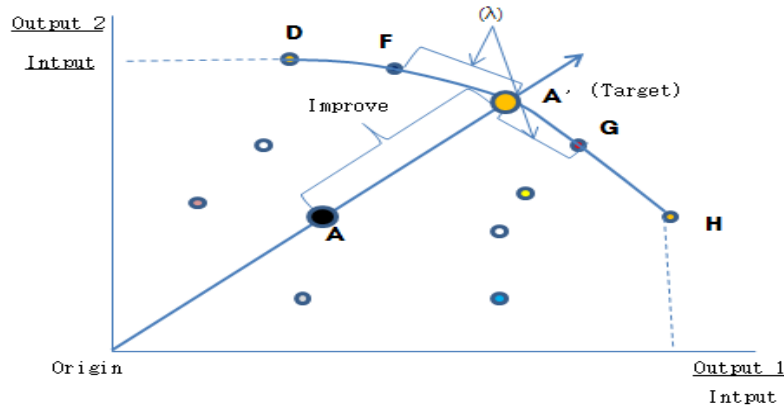 Output 2
Intput
D
F
(λ)
Improve
A′ (Target)
G
A
H
Origin
Output 1
Intput